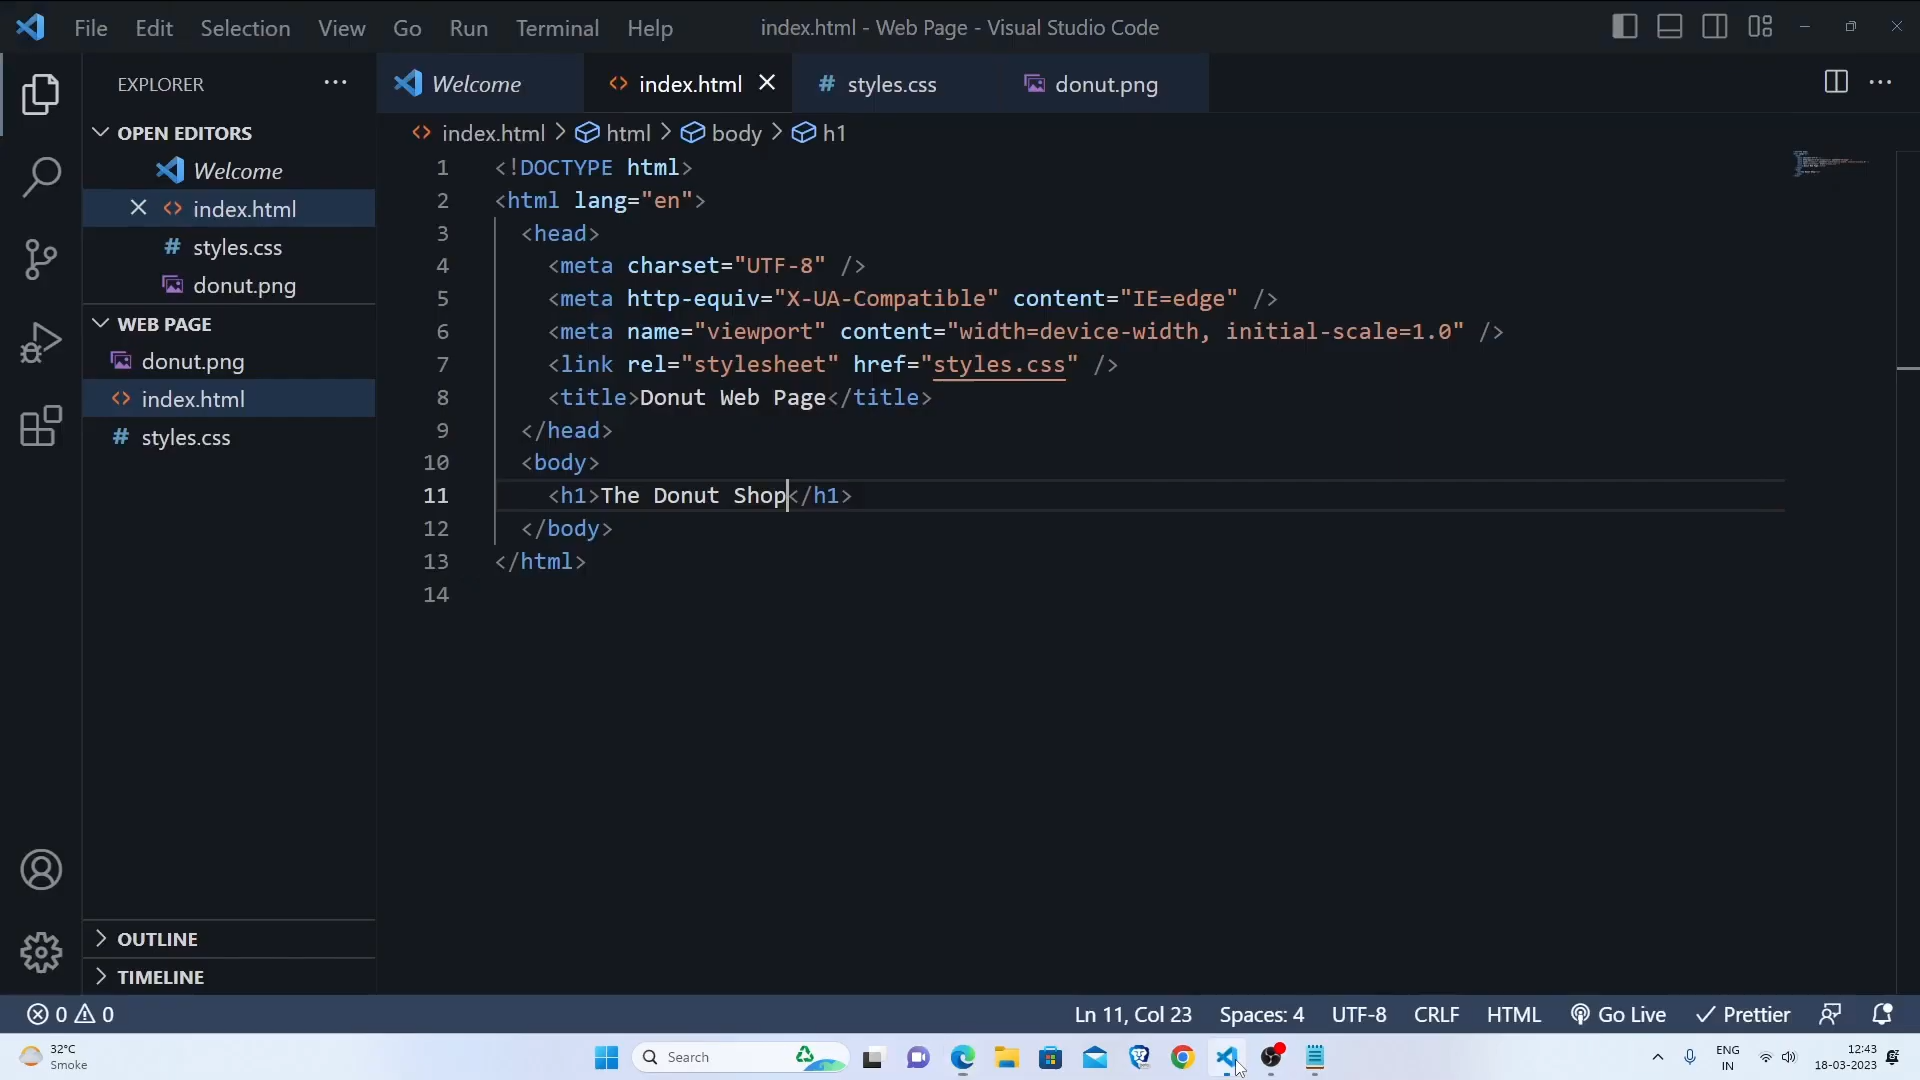 File Edit Selection View Go Run Terminal Help
index.html - Web Page - Visual Studio Code
EXPLORER
OPEN EDITORS
Welcome
index.html
styles.css
donut.png
WEB PAGE
donut.png
index.html
styles.css
OUTLINE
TIMELINE
Welcome
index.html
styles.css
donut.png
index.html > html > body > h1
1 <!DOCTYPE html>
2 <html lang="en">
3 <head>
4 <meta charset="UTF-8" />
5 <meta http-equiv="X-UA-Compatible" content="IE=edge" />
6 <meta name="viewport" content="width=device-width, initial-scale=1.0" />
7 <link rel="stylesheet" href="styles.css" />
8 <title>Donut Web Page</title>
9 </head>
10 <body>
11 <h1>The Donut Shop</h1>
12 </body>
13 </html>
14
0 0
Ln 11, Col 23 Spaces: 4 UTF-8 CRLF HTML Go Live Prettier
32°C
Smoke
Search
ENG
IN
12:43
18-03-2023